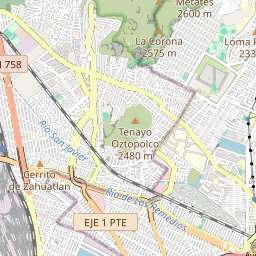 Metates
2600 m
La Corona
2575 m
Loma
233
758
Tenayo
Oztopolco
2480 m
Río San Javier
Cerrito
de Zahuatlan
Río de Los Remedios
EJE 1 PTE